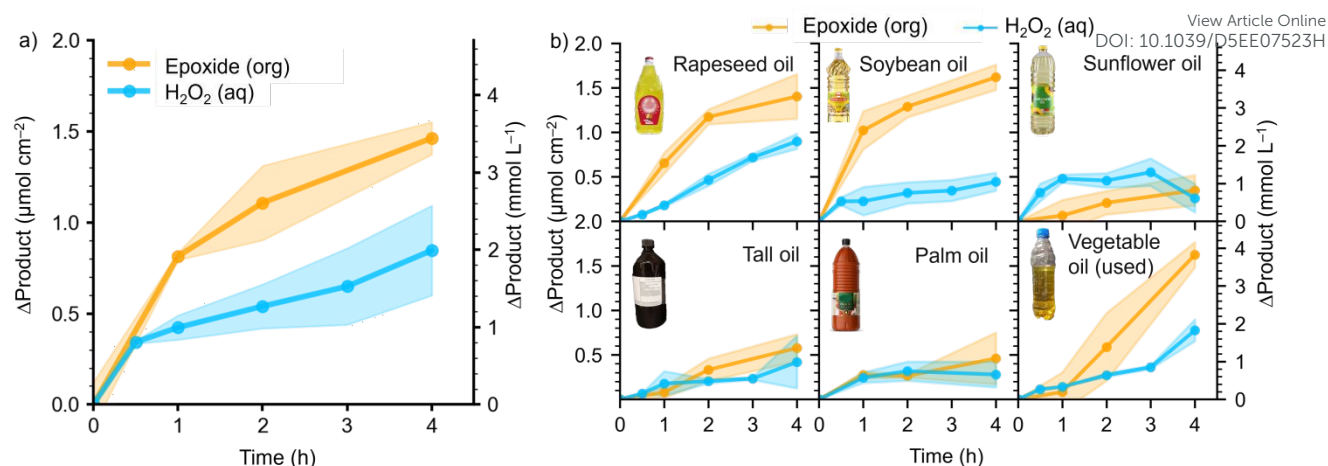 View Article Online
DOI: 10.1039/D5EE07523H
a)
2.0
1.5
1.0
0.5
0.0
ΔProduct (µmol cm⁻²)
Epoxide (org)
H₂O₂ (aq)
4
3
2
1
0
ΔProduct (mmol L⁻¹)
0 1 2 3 4
Time (h)
b)
Epoxide (org) H₂O₂ (aq)
2.0
1.5
1.0
0.5
2.0
1.5
1
0.5
ΔProduct (µmol cm⁻²)
Rapeseed oil
Soybean oil
Sunflower oil
Tall oil
Palm oil
Vegetable
oil (used)
4
3
2
1
0
4
3
2
1
0
ΔProduct (mmol L⁻¹)
0 1 2 3 4 0 1 2 3 4 0 1 2 3 4
Time (h)